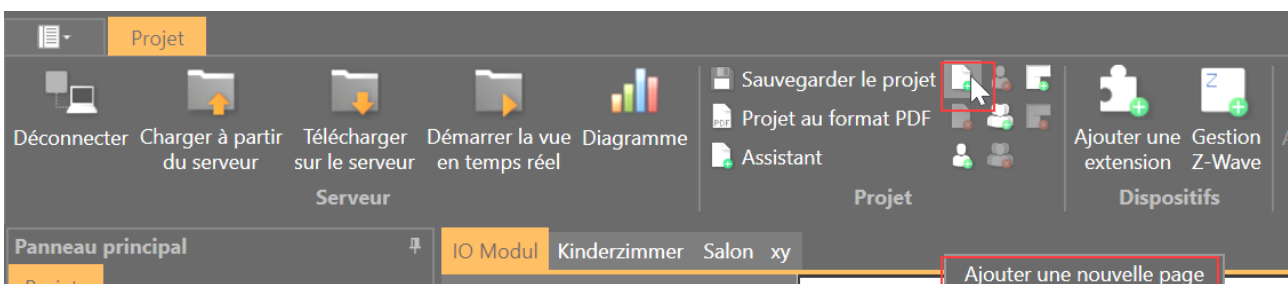 Projet
Sauvegarder le projet
Projet au format PDF
PDF
Assistant
Z
Déconnecter
Charger à partir
du serveur
Télécharger
sur le serveur
Démarrer la vue
en temps réel
Diagramme
Ajouter une
extension
Gestion
Z-Wave
Serveur
Projet
Dispositifs
Panneau principal
IO Modul Kinderzimmer Salon xy
Ajouter une nouvelle page